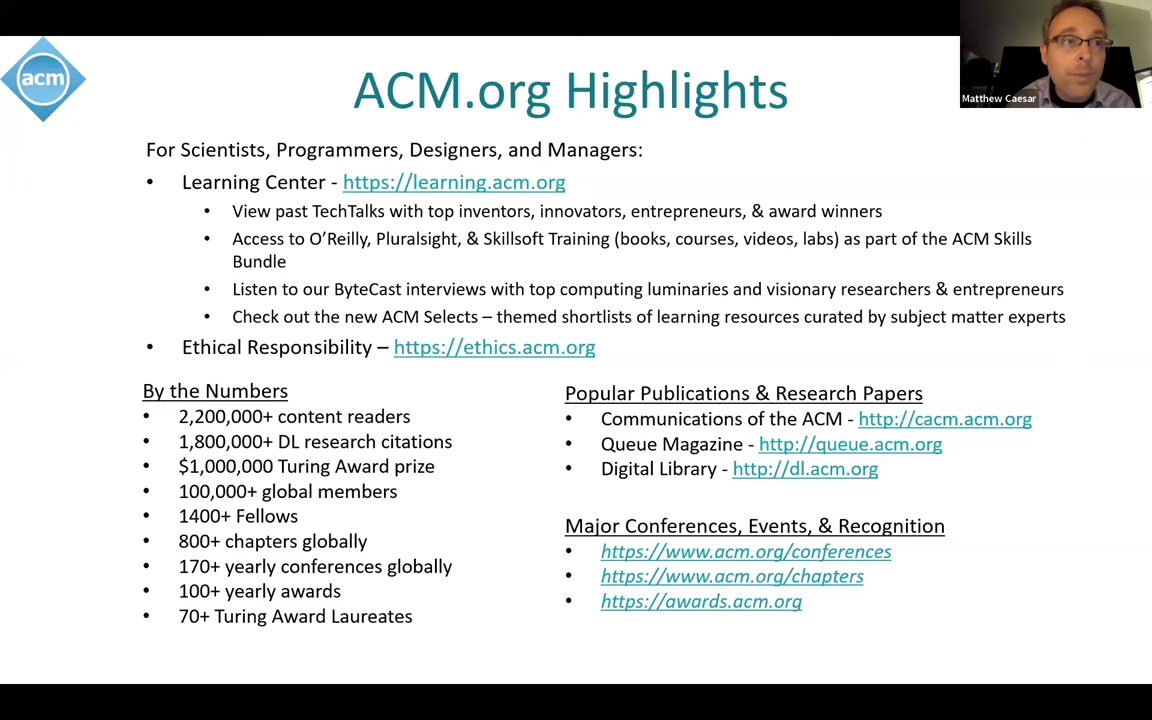 acm
ACM.org Highlights
Matthew Caesar
For Scientists, Programmers, Designers, and Managers:
• Learning Center - https://learning.acm.org
• View past TechTalks with top inventors, innovators, entrepreneurs, & award winners
• Access to O’Reilly, Pluralsight, & Skillsoft Training (books, courses, videos, labs) as part of the ACM Skills
Bundle
• Listen to our ByteCast interviews with top computing luminaries and visionary researchers & entrepreneurs
• Check out the new ACM Selects – themed shortlists of learning resources curated by subject matter experts
• Ethical Responsibility – https://ethics.acm.org
By the Numbers
• 2,200,000+ content readers
• 1,800,000+ DL research citations
• $1,000,000 Turing Award prize
• 100,000+ global members
• 1400+ Fellows
• 800+ chapters globally
• 170+ yearly conferences globally
• 100+ yearly awards
• 70+ Turing Award Laureates
Popular Publications & Research Papers
• Communications of the ACM - http://cacm.acm.org
• Queue Magazine - http://queue.acm.org
• Digital Library - http://dl.acm.org
Major Conferences, Events, & Recognition
• https://www.acm.org/conferences
• https://www.acm.org/chapters
• https://awards.acm.org